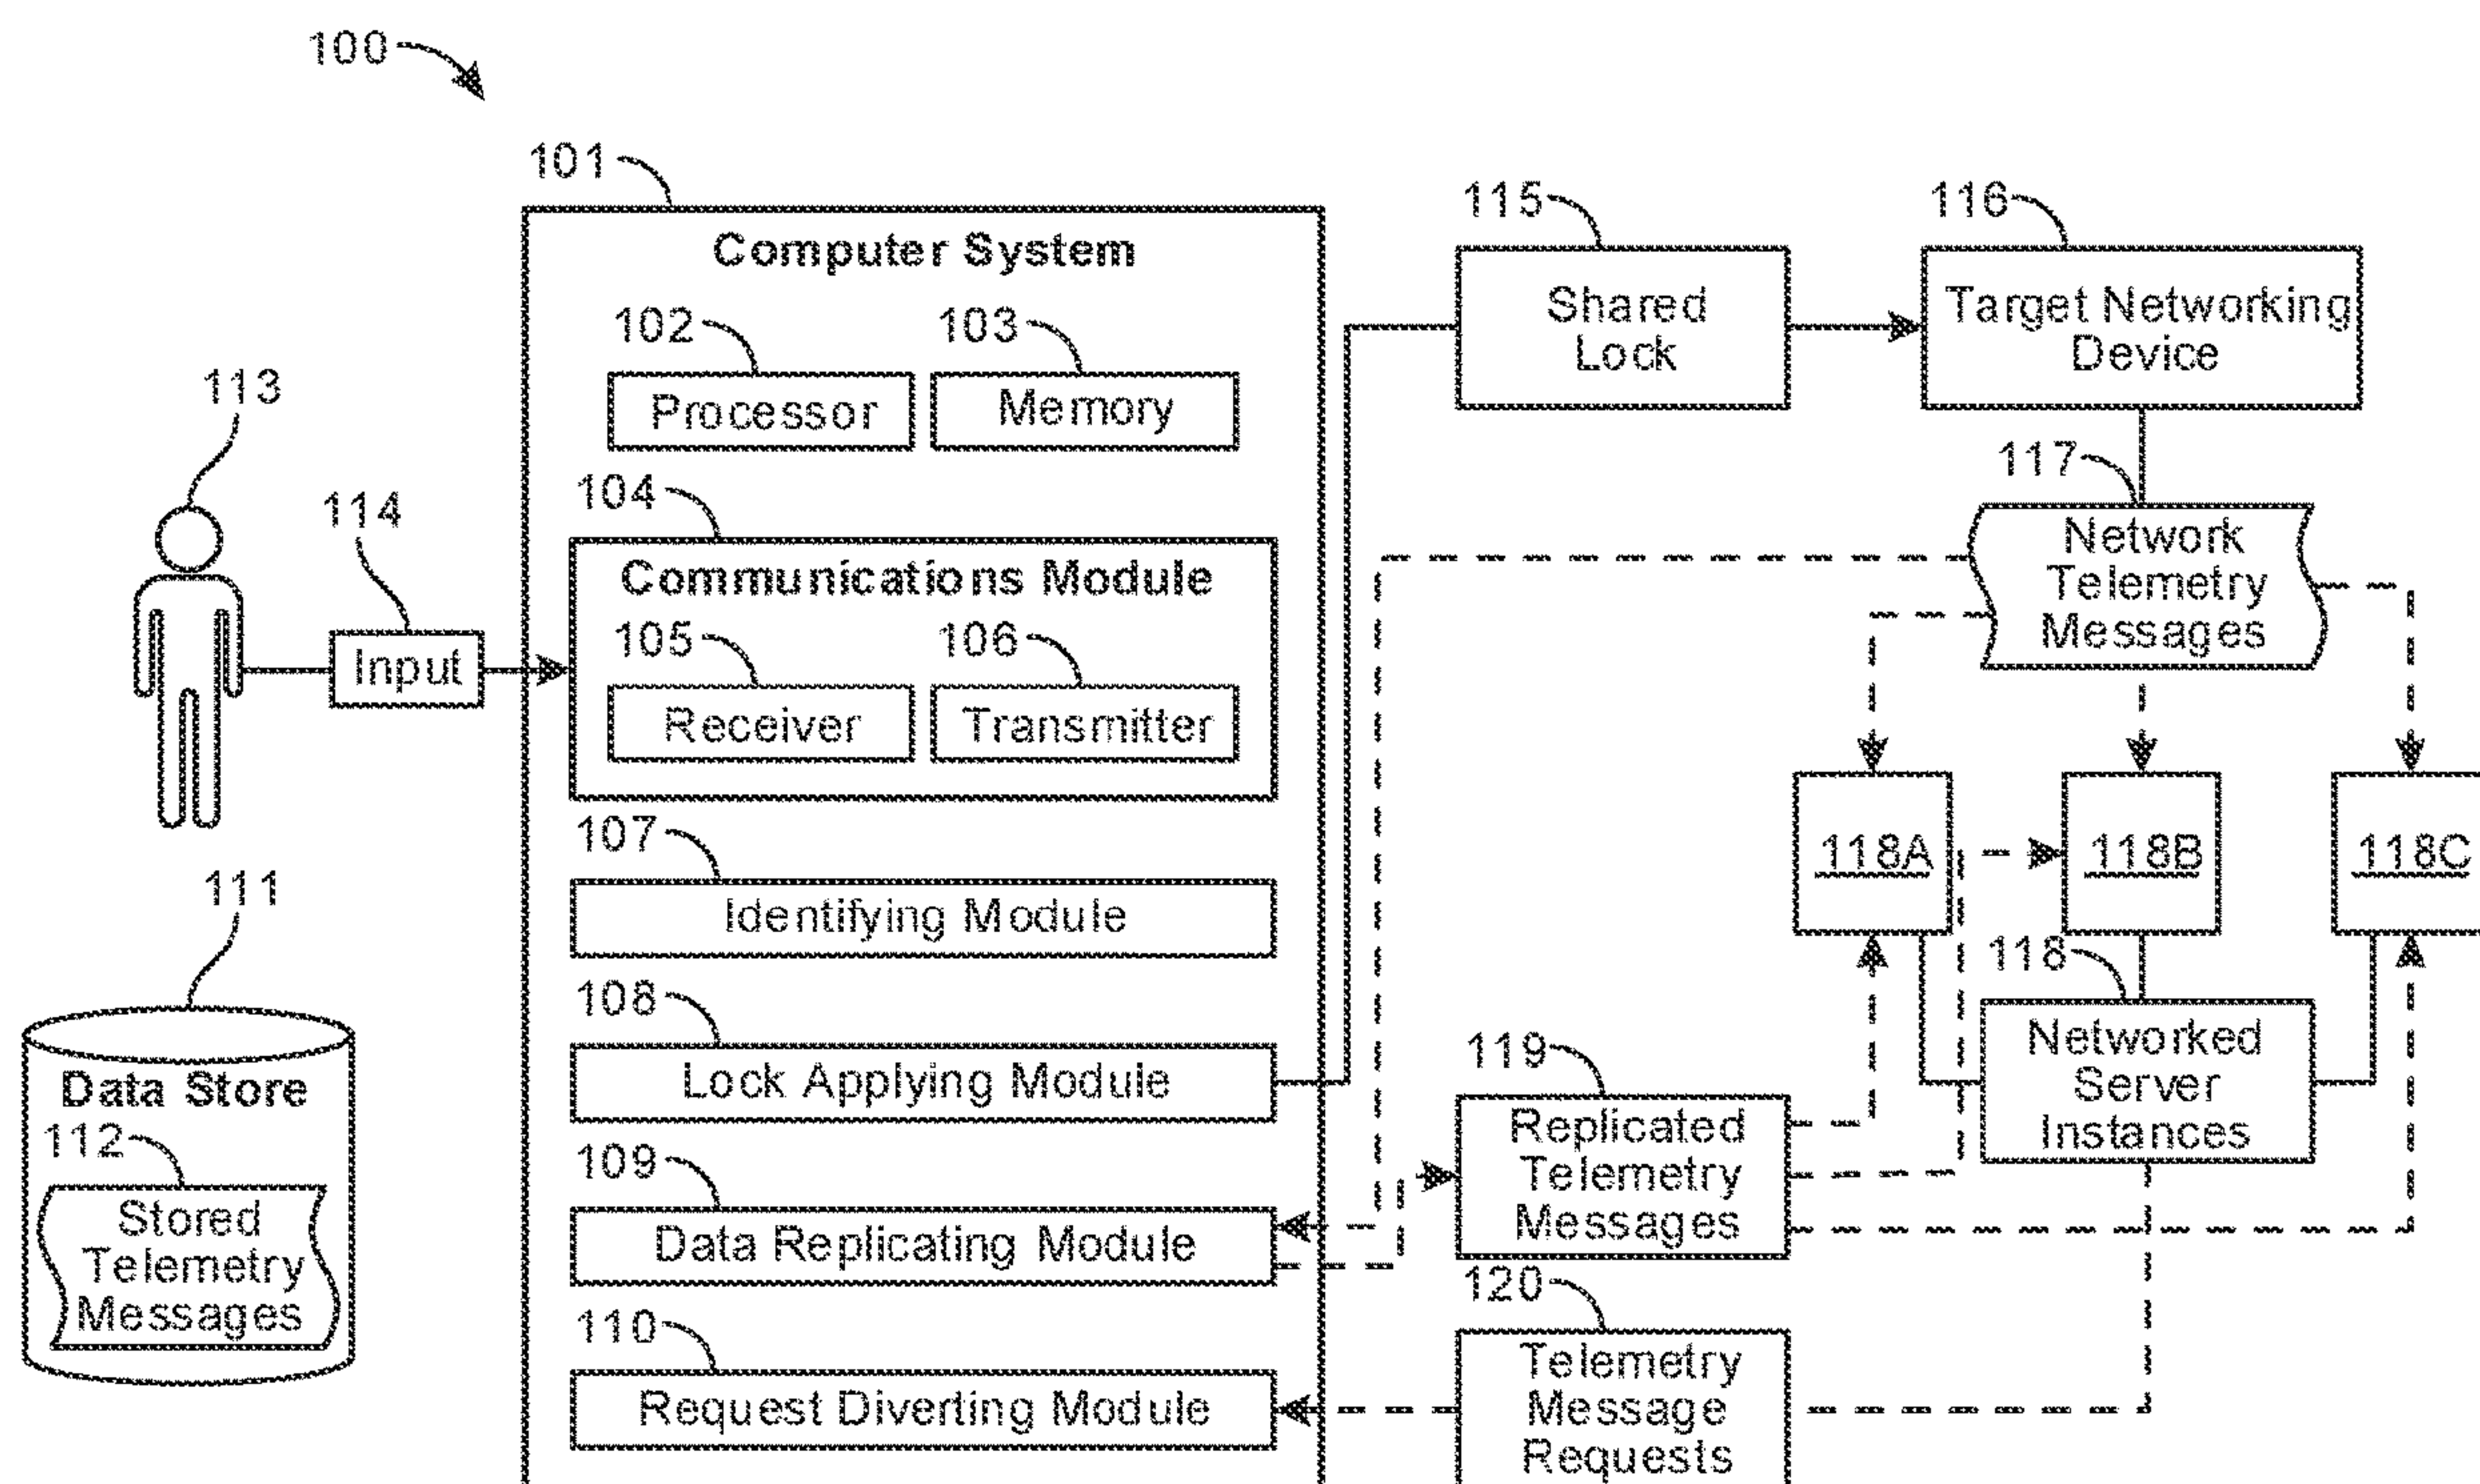 100
101
Computer System
102
103
Processor
Memory
104
Communications Module
105
106
Receiver
Transmitter
107
Identifying Module
108
Lock Applying Module
109
Data Replicating Module
110
Request Diverting Module
113
114
Input
111
Data Store
112
Stored
Telemetry
Messages
115
Shared
Lock
116
Target Networking
Device
117
Network
Telemetry
Messages
118A
118B
118C
118
Networked
Server
Instances
119
Replicated
Telemetry
Messages
120
Telemetry
Message
Requests